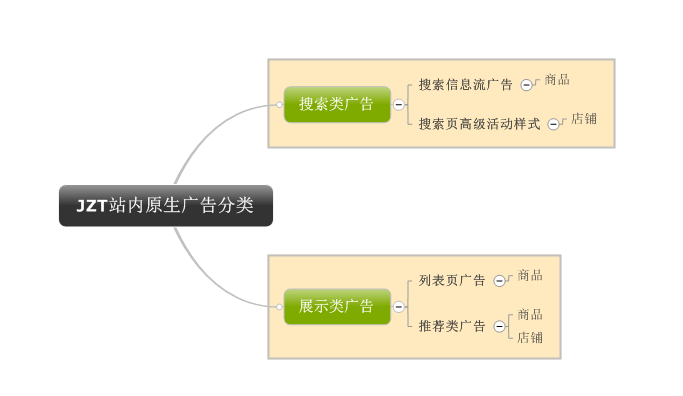 搜索类广告
搜索信息流广告
商品
搜索页高级活动样式
店铺
JZT站内原生广告分类
展示类广告
列表页广告
商品
推荐类广告
商品
店铺